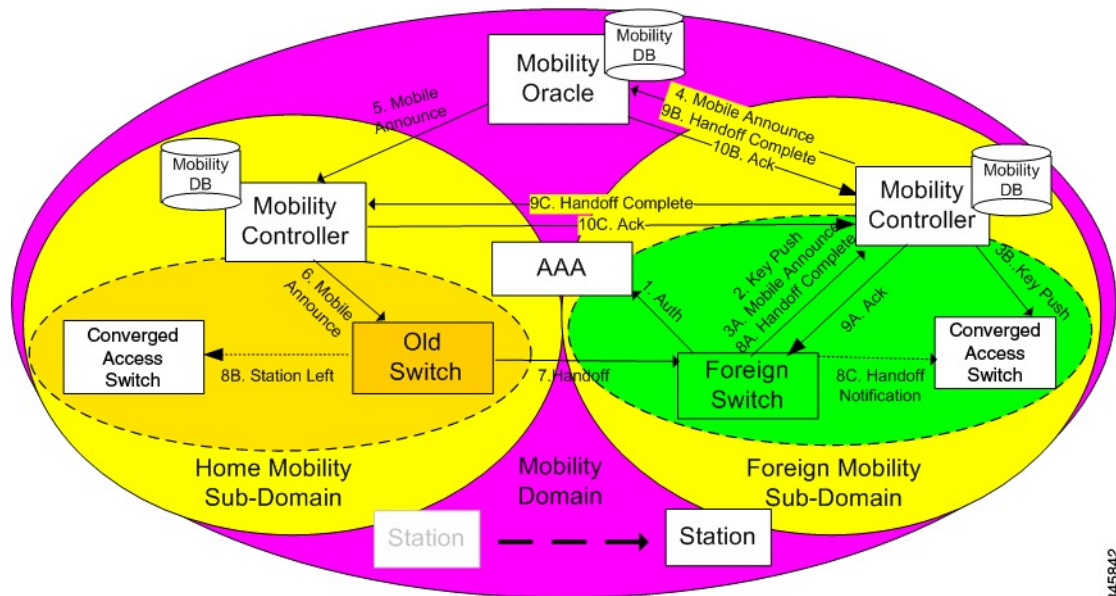 Mobility
DB
Mobility
Oracle
5. Mobile
Announce
4. Mobile Announce
9B. Handoff Complete
10B. Ack
Mobility
DB
Mobility
Controller
Mobility
DB
Mobility
Controller
9C. Handoff Complete
10C. Ack
AAA
6. Mobile
Announce
1. Auth
2. Key Push
3A. Mobile Announce
8A. Handoff Complete
9A. Ack
3B. Key Push
Converged
Access
Switch
8B. Station Left
Old
Switch
7.Handoff
Foreign
Switch
8C. Handoff
Notification
Converged
Access
Switch
Home Mobility
Sub-Domain
Mobility
Domain
Foreign Mobility
Sub-Domain
Station
Station
345842